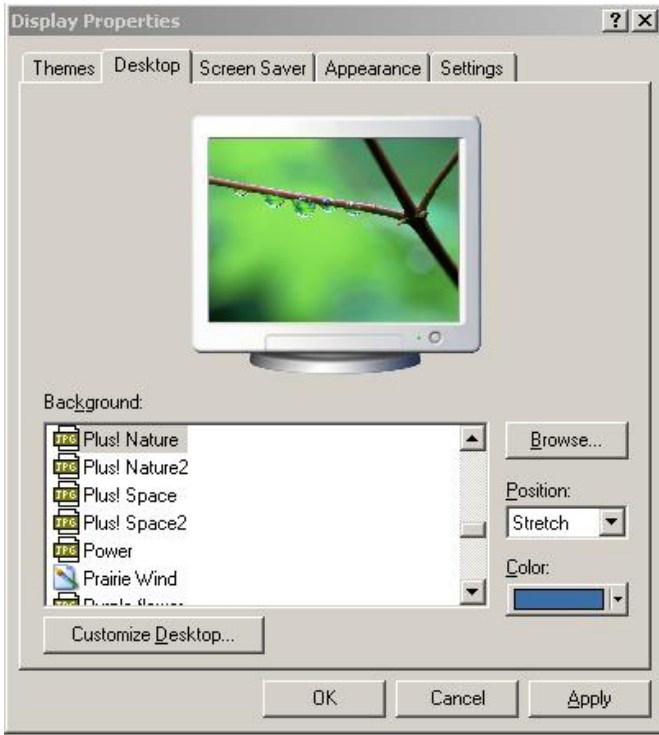 Display Properties
Themes Desktop Screen Saver Appearance Settings
Background:
Plus! Nature
Plus! Nature2
Plus! Space
Plus! Space2
Power
Prairie Wind
Browse...
Position:
Stretch
Color:
Customize Desktop...
OK Cancel Apply